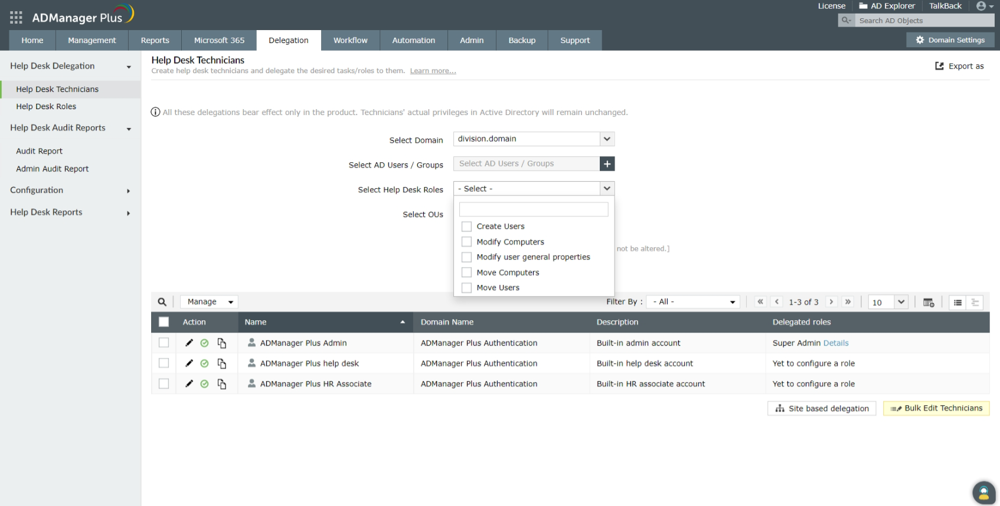 License
AD Explorer
TalkBack
ADManager Plus
Search AD Objects
Home
Management
Reports
Microsoft 365
Delegation
Workflow
Automation
Admin
Backup
Support
Domain Settings
Help Desk Delegation
Help Desk Technicians
Help Desk Roles
Help Desk Audit Reports
Audit Report
Admin Audit Report
Configuration
Help Desk Reports
Help Desk Technicians
Create help desk technicians and delegate the desired tasks/roles to them. Learn more...
Export as
All these delegations bear effect only in the product. Technicians' actual privileges in Active Directory will remain unchanged.
Select Domain
division.domain
Select AD Users / Groups
Select AD Users / Groups
Select Help Desk Roles
- Select -
Select OUs
Create Users
Modify Computers
Modify user general properties
Move Computers
Move Users
not be altered.]
Manage
Filter By :
- All -
1-3 of 3
10
Action
Name
Domain Name
Description
Delegated roles
ADManager Plus Admin
ADManager Plus Authentication
Built-in admin account
Super Admin Details
ADManager Plus help desk
ADManager Plus Authentication
Built-in help desk account
Yet to configure a role
ADManager Plus HR Associate
ADManager Plus Authentication
Built-in HR associate account
Yet to configure a role
Site based delegation
Bulk Edit Technicians